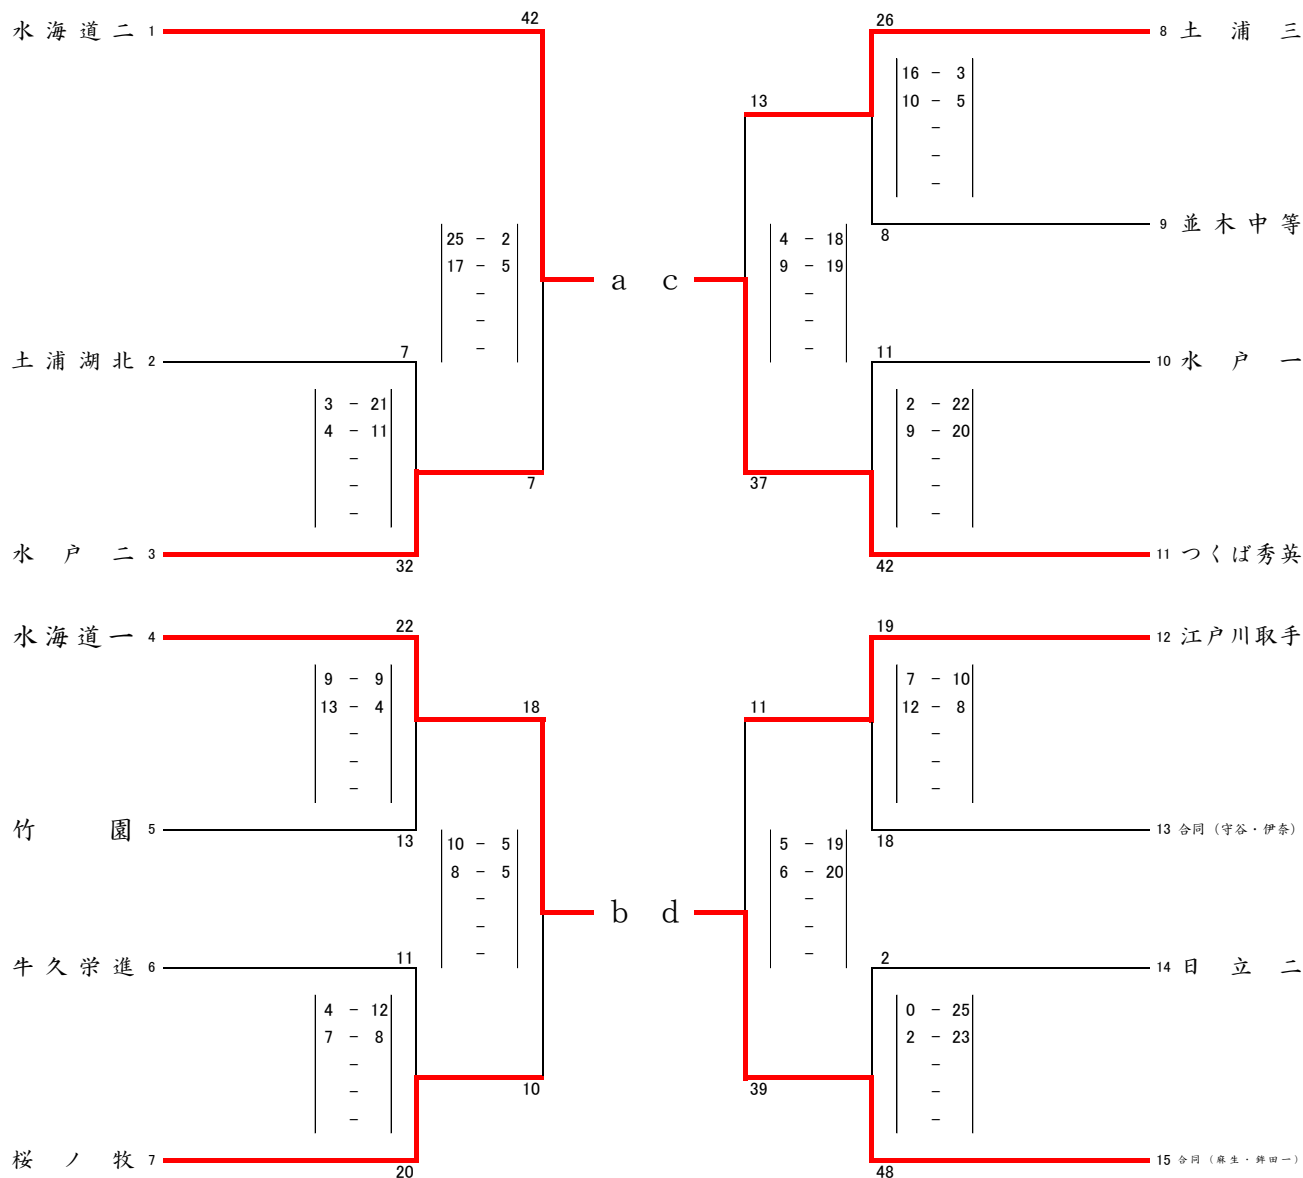 42
水海道二 1
25 - 2
17 - 5
-
-
-
a
土浦湖北 2
7
3 - 21
4 - 11
-
-
-
7
水戸二 3
32
水海道一 4
22
9 - 9
13 - 4
-
-
-
18
竹園 5
13
10 - 5
8 - 5
-
-
-
b
牛久栄進 6
11
4 - 12
7 - 8
-
-
-
10
桜ノ牧 7
20
26
8 土浦三
16 - 3
10 - 5
-
-
-
13
9 並木中等
8
4 - 18
9 - 19
-
-
-
c
11
10 水戸一
2 - 22
9 - 20
-
-
-
37
11 つくば秀英
42
19
12 江戸川取手
7 - 10
12 - 8
-
-
-
11
13 合同（守谷・伊奈）
18
5 - 19
6 - 20
-
-
-
d
2
14 日立二
0 - 25
2 - 23
-
-
-
39
15 合同（麻生・鉾田一）
48